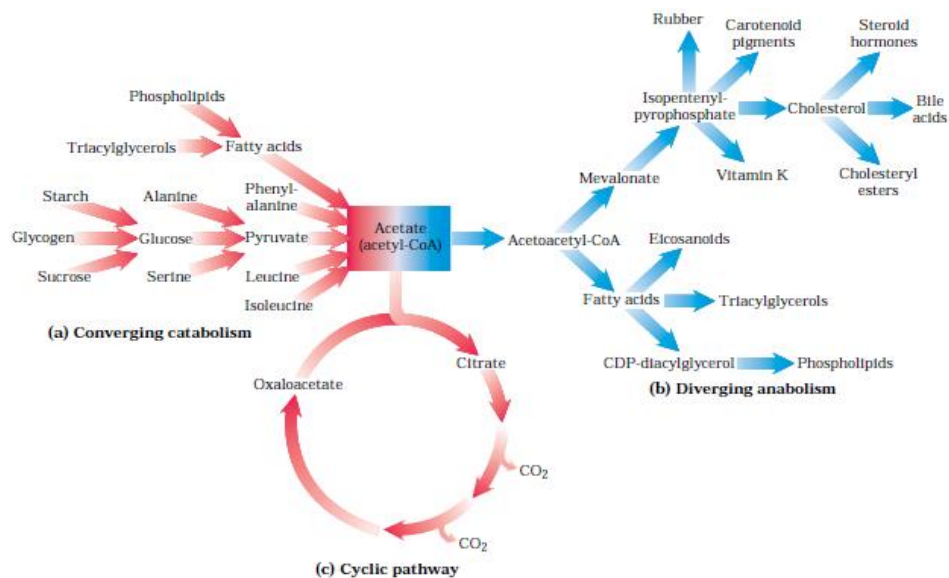 Rubber
Carotenoid
pigments
Steroid
hormones
Phospholipids
Isopentenyl-
pyrophosphate
Cholesterol
Bile
acids
Triacylglycerols
Fatty acids
Mevalonate
Vitamin K
Cholesteryl
esters
Starch
Alanine
Phenyl-
alanine
Glycogen
Glucose
Pyruvate
Acetate
(acetyl-CoA)
Acetoacetyl-CoA
Eicosanoids
Sucrose
Serine
Leucine
Isoleucine
Fatty acids
Triacylglycerols
(a) Converging catabolism
CDP-diacylglycerol
Phospholipids
(b) Diverging anabolism
Oxaloacetate
Citrate
CO2
CO2
(c) Cyclic pathway